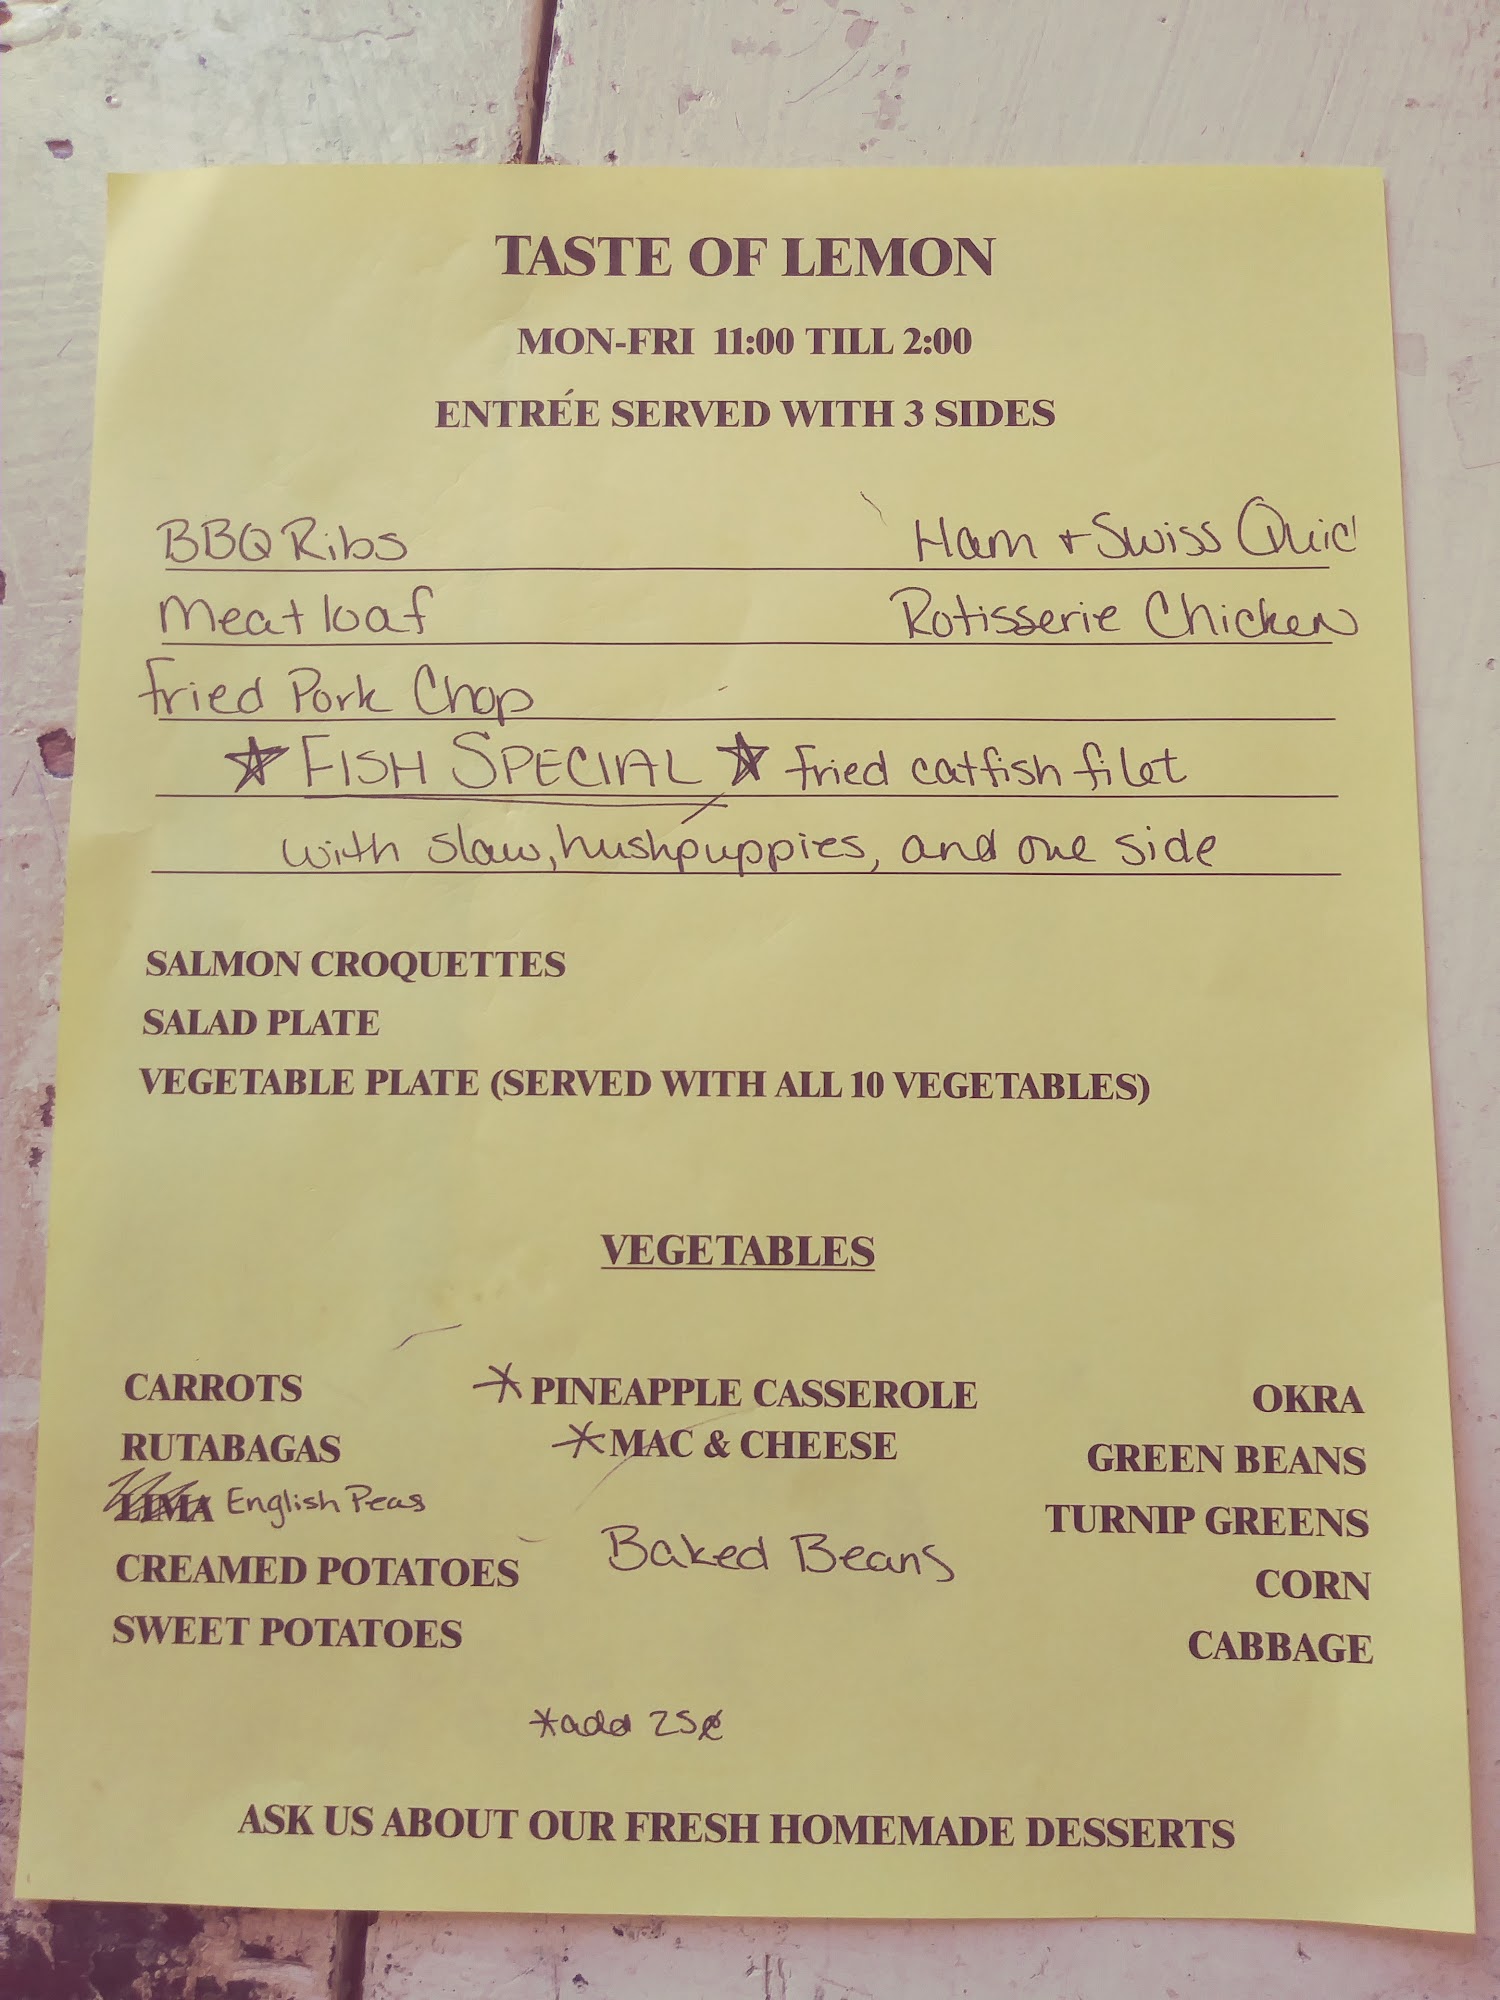 TASTE OF LEMON
MON-FRI 11:00 TILL 2:00
ENTRÉE SERVED WITH 3 SIDES
BBQ Ribs Ham + Swiss Quic
Meatloaf Rotisserie Chicken
Fried Pork Chop
☆ FISH SPECIAL ☆ Fried catfish filet
with slaw, hushpuppies, and one side
SALMON CROQUETTES
SALAD PLATE
VEGETABLE PLATE (SERVED WITH ALL 10 VEGETABLES)
VEGETABLES
CARROTS *PINEAPPLE CASSEROLE OKRA
RUTABAGAS *MAC & CHEESE GREEN BEANS
LIMA English Peas TURNIP GREENS
CREAMED POTATOES Baked Beans CORN
SWEET POTATOES CABBAGE
*add 25¢
ASK US ABOUT OUR FRESH HOMEMADE DESSERTS